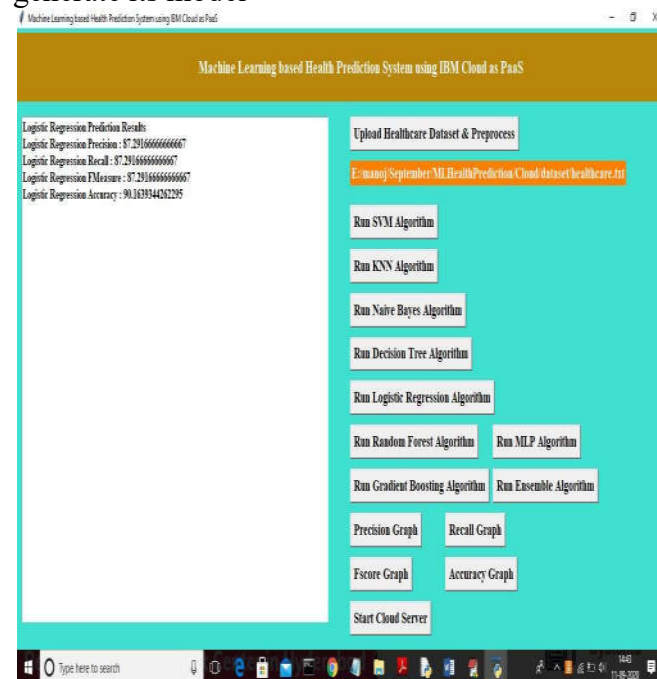 generate its model
Machine Learning based Health Prediction System using IBM Cloud as PaaS
Machine Learning based Health Prediction System using IBM Cloud as PaaS
Logistic Regression Prediction Results
Logistic Regression Precision : 87.29166666666667
Logistic Regression Recall : 87.2916666666667
Logistic Regression FMeasure : 87.29166666666667
Logistic Regression Accuracy : 90.1639344262295
Upload Healthcare Dataset & Preprocess
E:/manoj/September/MLHealthPrediction/Cloud/dataset/healthcare.txt
Run SVM Algorithm
Run KNN Algorithm
Run Naive Bayes Algorithm
Run Decision Tree Algorithm
Run Logistic Regression Algorithm
Run Random Forest Algorithm Run MLP Algorithm
Run Gradient Boosting Algorithm Run Ensemble Algorithm
Precision Graph Recall Graph
Fscore Graph Accuracy Graph
Start Cloud Server
Type here to search